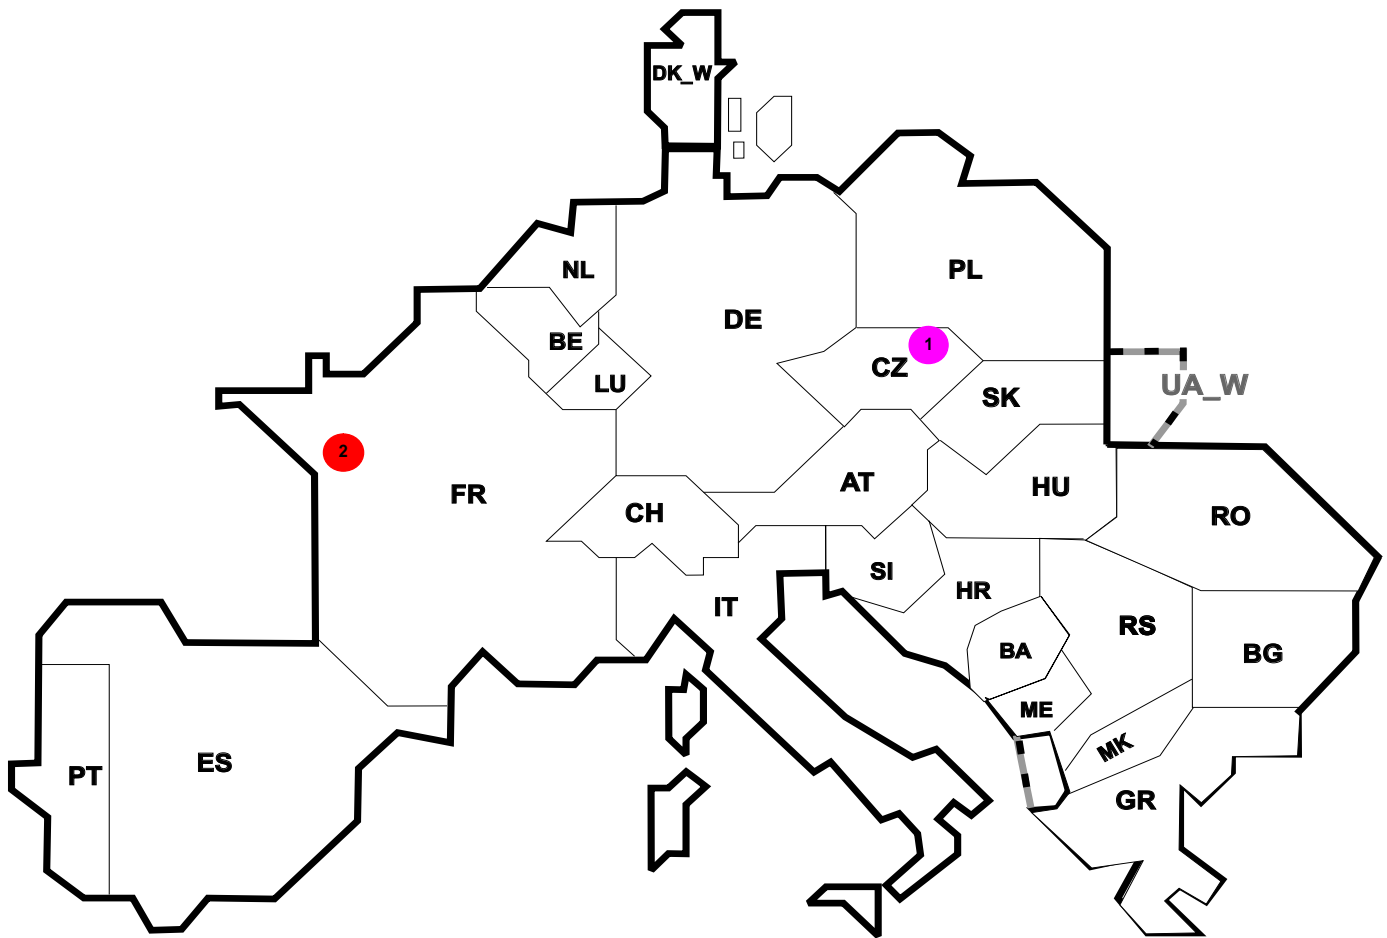 DK_W
NL
PL
DE
BE
1
CZ
LU
UA_W
SK
2
AT
FR
HU
CH
RO
SI
HR
IT
RS
BA
BG
ME
MK
ES
PT
GR